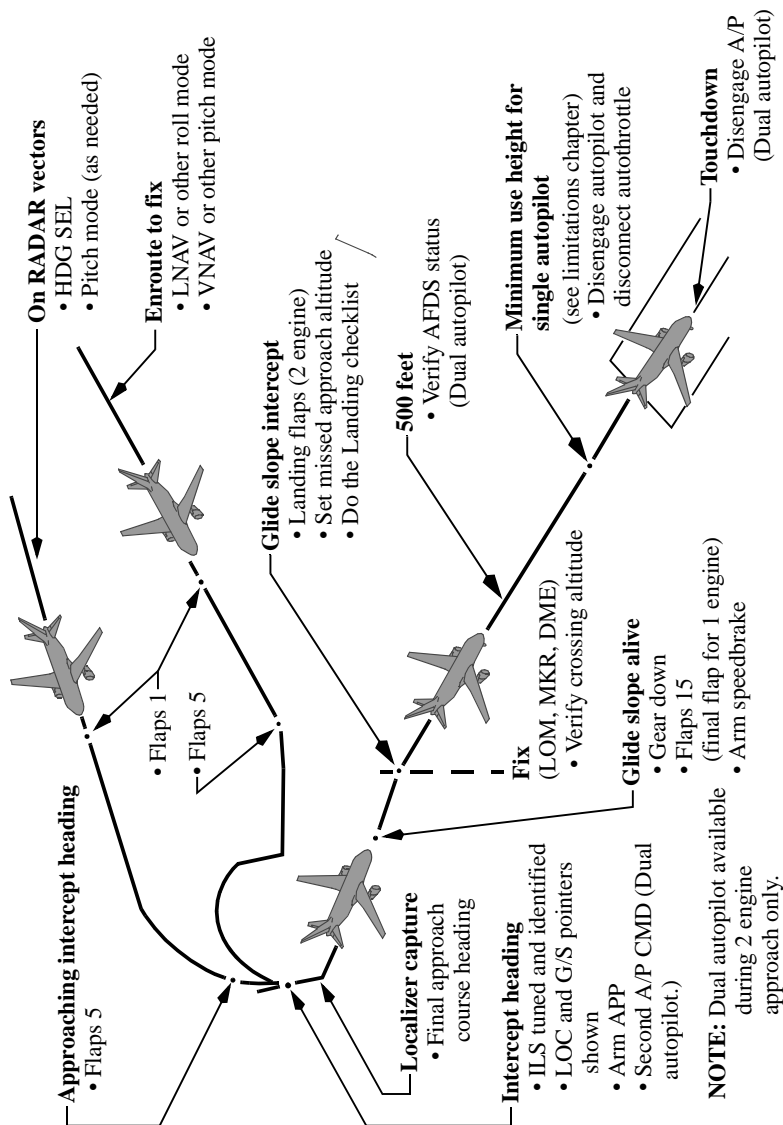 On RADAR vectors
• HDG SEL
• Pitch mode (as needed)
Enroute to fix
• LNAV or other roll mode
• VNAV or other pitch mode
Approaching intercept heading
• Flaps 5
• Flaps 1
• Flaps 5
Glide slope intercept
• Landing flaps (2 engine)
• Set missed approach altitude
• Do the Landing checklist
Localizer capture
• Final approach
course heading
500 feet
• Verify AFDS status
(Dual autopilot)
Intercept heading
• ILS tuned and identified
• LOC and G/S pointers
shown
• Arm APP
• Second A/P CMD (Dual
autopilot.)
Fix
(LOM, MKR, DME)
• Verify crossing altitude
Minimum use height for
single autopilot
(see limitations chapter)
• Disengage autopilot and
disconnect autothrottle
Glide slope alive
• Gear down
• Flaps 15
(final flap for 1 engine)
• Arm speedbrake
Touchdown
• Disengage A/P
(Dual autopilot)
NOTE: Dual autopilot available
during 2 engine
approach only.